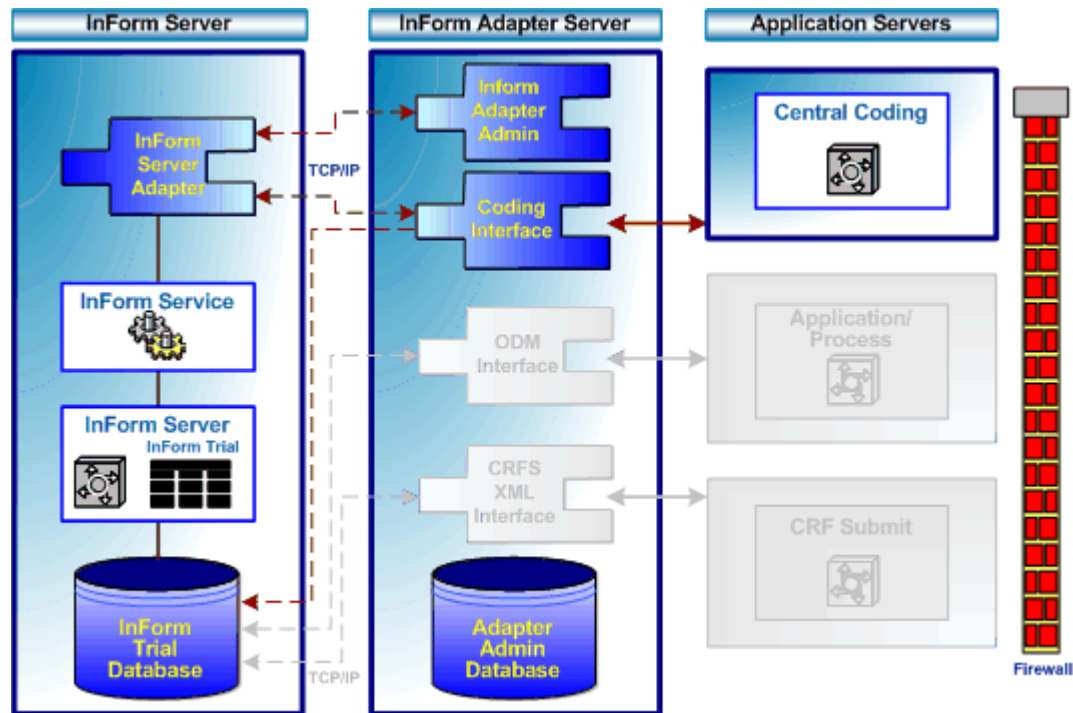 InForm Server
InForm Adapter Server
Application Servers
InForm
Server
Adapter
TCP/IP
Inform
Adapter
Admin
Coding
Interface
Central Coding
InForm Service
ODM
Interface
Application/
Process
InForm Server
InForm Trial
CRFS
XML
Interface
CRF Submit
InForm
Trial
Database
TCP/IP
Adapter
Admin
Database
Firewall